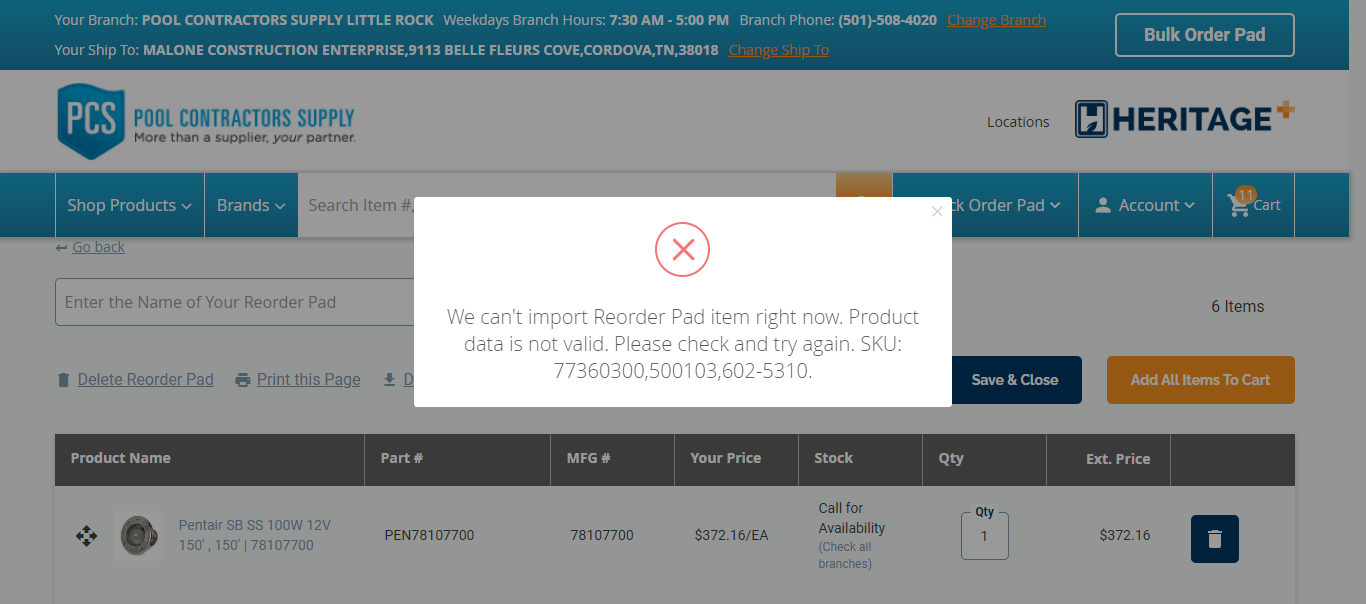 Your Branch: POOL CONTRACTORS SUPPLY LITTLE ROCK Weekdays Branch Hours: 7:30 AM - 5:00 PM Branch Phone: (501)-508-4020 Change Branch
Your Ship To: MALONE CONSTRUCTION ENTERPRISE,9113 BELLE FLEURS COVE,CORDOVA,TN,38018 Change Ship To
Bulk Order Pad
PCS POOL CONTRACTORS SUPPLY
More than a supplier, your partner.
Locations
HERITAGE+
Shop Products
Brands
Search Item #,
ck Order Pad
Account
11
Cart
Go back
Enter the Name of Your Reorder Pad
6 Items
We can't import Reorder Pad item right now. Product
data is not valid. Please check and try again. SKU:
77360300,500103,602-5310.
Delete Reorder Pad
Print this Page
D
Save & Close
Add All Items To Cart
Product Name Part # MFG # Your Price Stock Qty Ext. Price
Pentair SB SS 100W 12V
150' , 150' | 78107700
PEN78107700
78107700
$372.16/EA
Call for
Availability
(Check all
branches)
Qty
1
$372.16